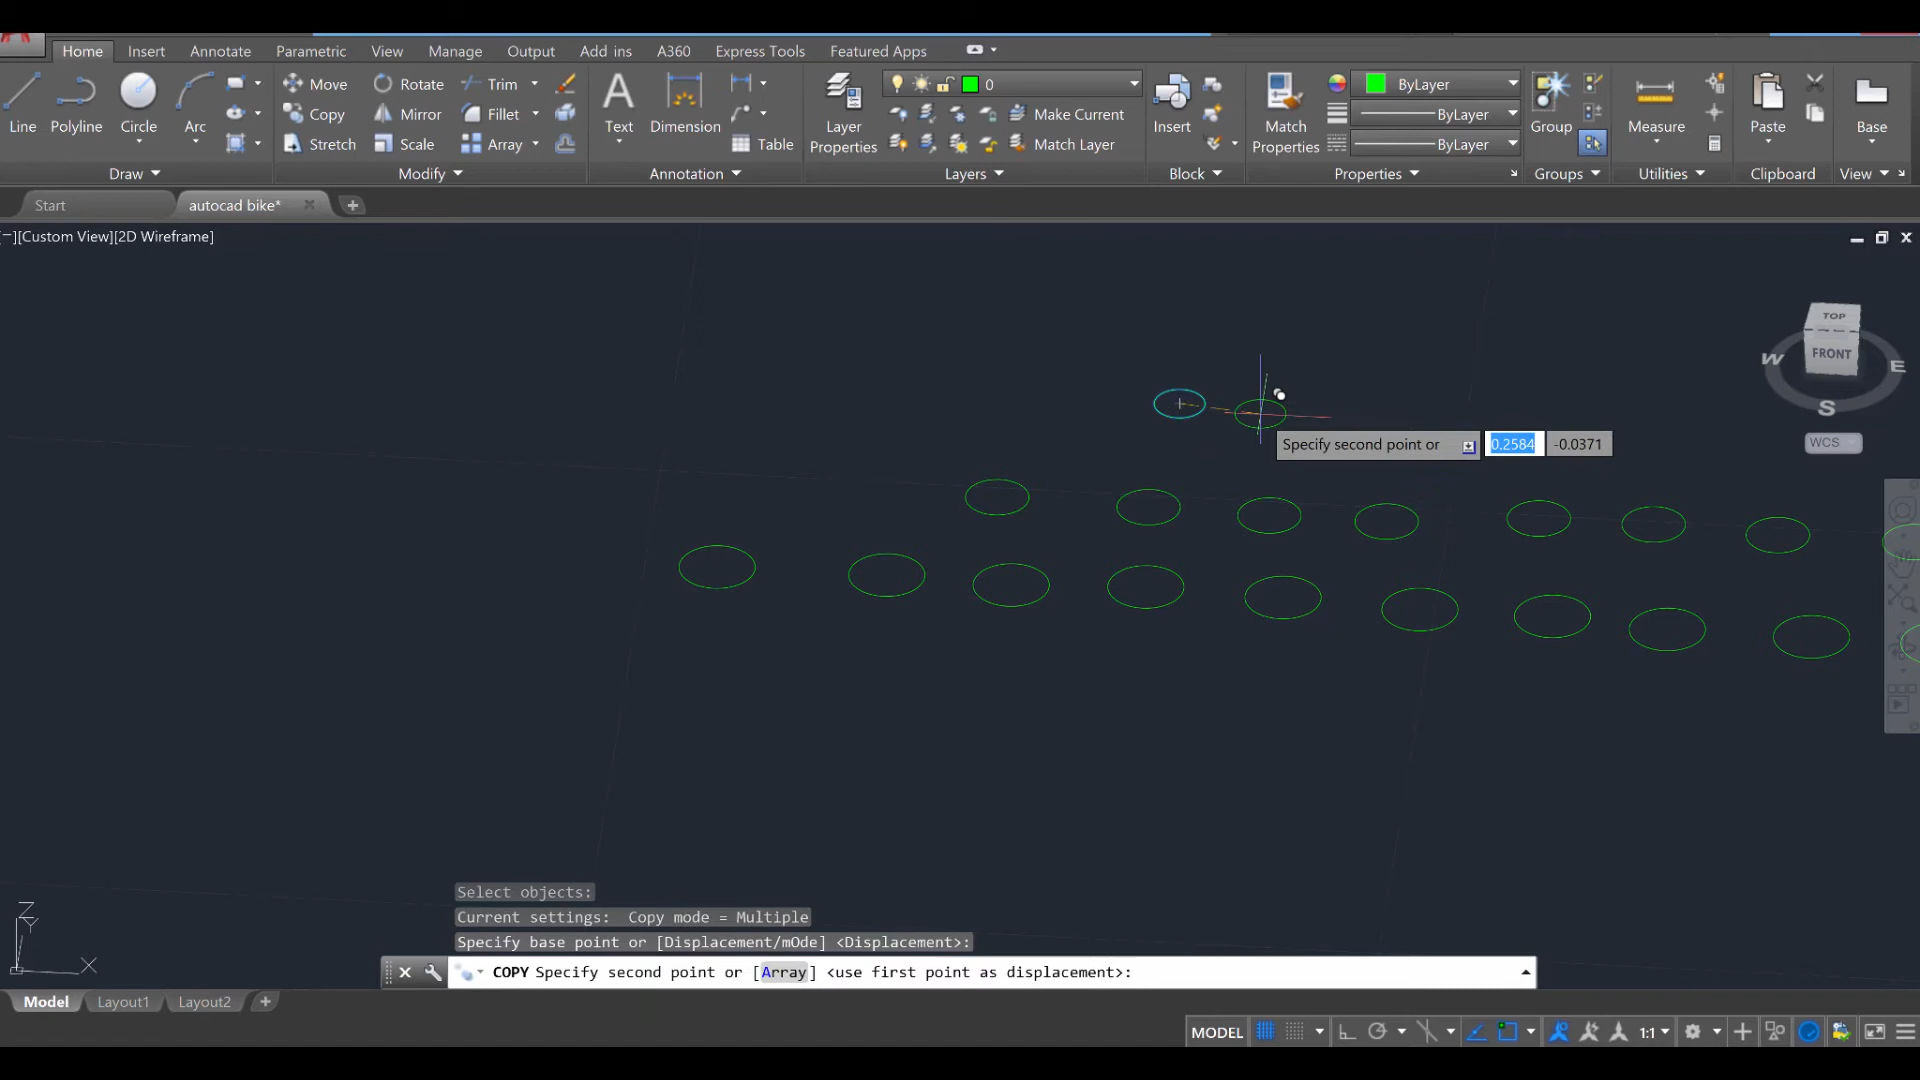 Home Insert Annotate Parametric View Manage Output Add ins A360 Express Tools Featured Apps
Line Polyline Circle Arc
Move Rotate Trim
Copy Mirror Fillet
Stretch Scale Array
Text Dimension Table
Layer Properties
0
Make Current
Match Layer
Insert
Match Properties
ByLayer
ByLayer
ByLayer
Group
Measure
Paste
Base
Draw Modify Annotation Layers Block Properties Groups Utilities Clipboard View
Start autocad bike*
[−][Custom View][2D Wireframe]
TOP
FRONT
W E
S
WCS
Specify second point or 0.2584 -0.0371
Z
Y
X
Select objects:
Current settings:  Copy mode = Multiple
Specify base point or [Displacement/mOde] <Displacement>:
COPY Specify second point or [Array] <use first point as displacement>:
Model Layout1 Layout2
MODEL 1:1